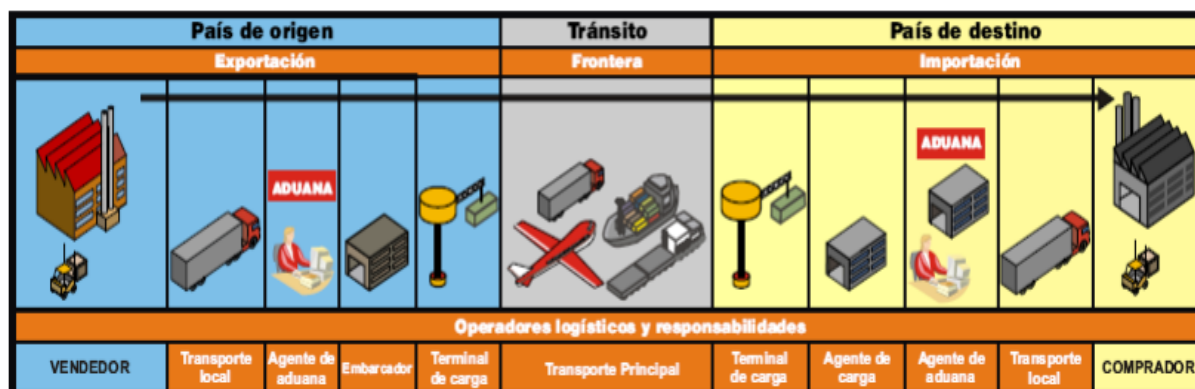 País de origen
Tránsito
País de destino
Exportación
Frontera
Importación
ADUANA
ADUANA
Operadores logísticos y responsabilidades
VENDEDOR
Transporte
local
Agente de
aduana
Embarcador
Terminal
de carga
Transporte Principal
Terminal
de carga
Agente de
carga
Agente de
aduana
Transporte
local
COMPRADOR